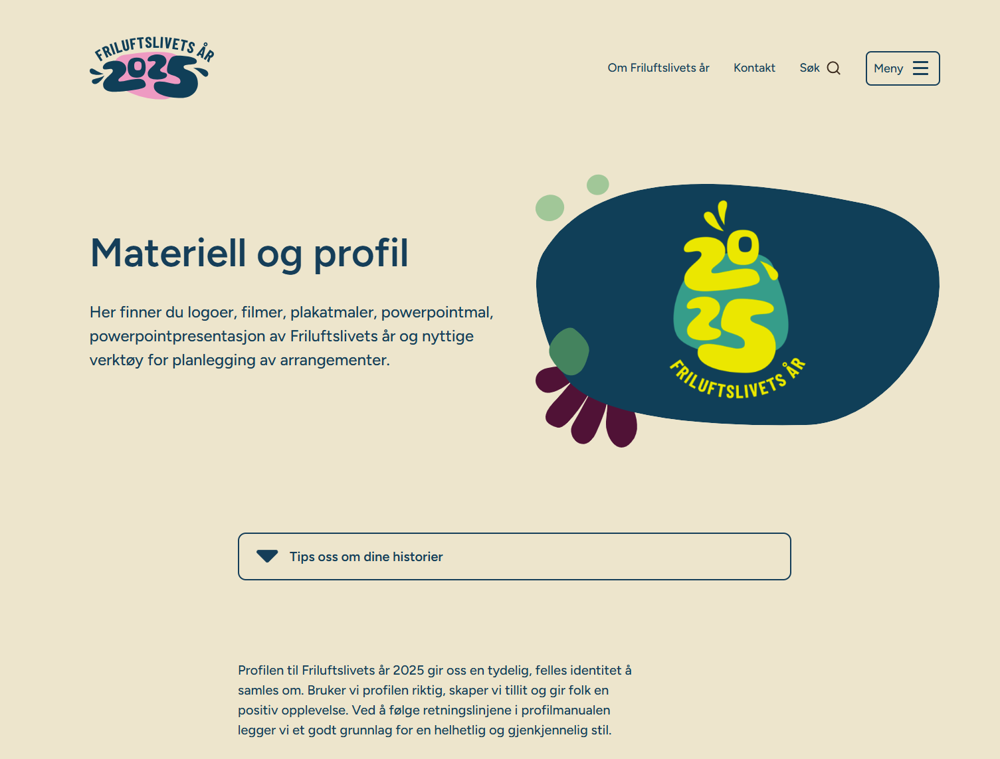 FRILUFTSLIVETS ÅR
2025
Om Friluftslivets år
Kontakt
Søk
Meny
Materiell og profil
Her finner du logoer, filmer, plakatmaler, powerpointmal,
powerpointpresentasjon av Friluftslivets år og nyttige
verktøy for planlegging av arrangementer.
20
25
FRILUFTSLIVETS ÅR
Tips oss om dine historier
Profilen til Friluftslivets år 2025 gir oss en tydelig, felles identitet å
samles om. Bruker vi profilen riktig, skaper vi tillit og gir folk en
positiv opplevelse. Ved å følge retningslinjene i profilmanualen
legger vi et godt grunnlag for en helhetlig og gjenkjennelig stil.